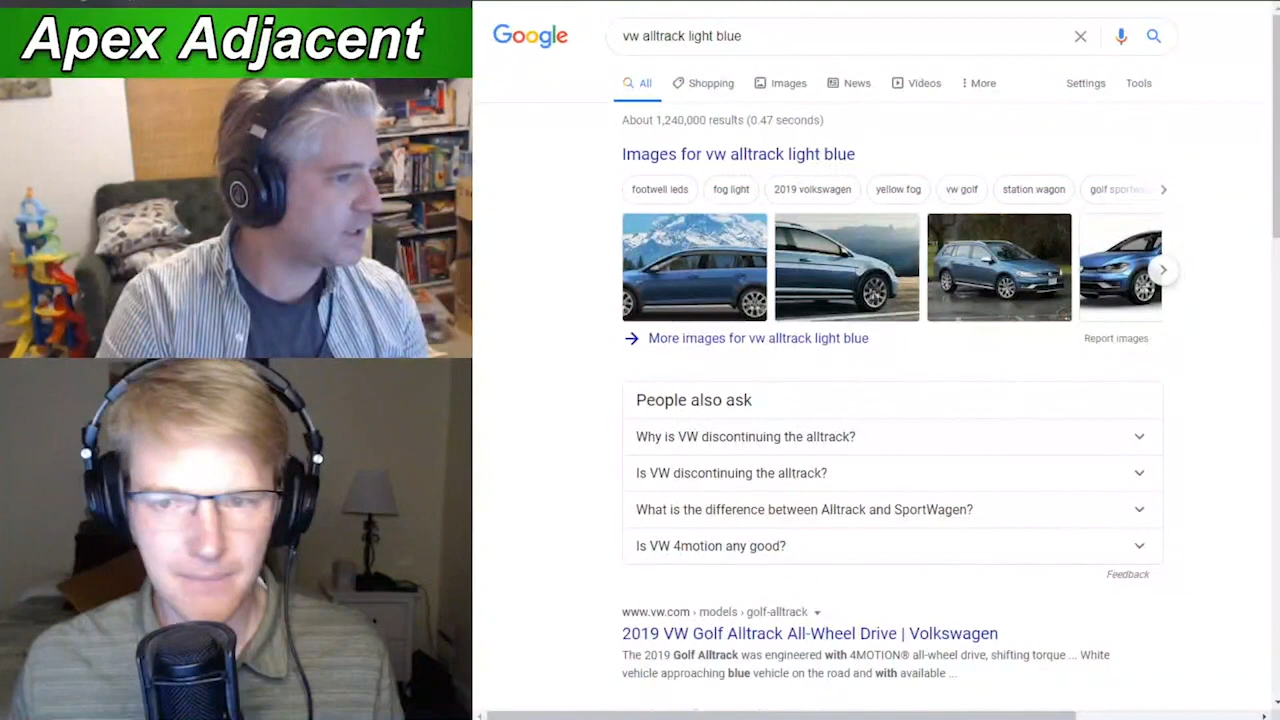 Apex Adjacent
Google
vw alltrack light blue
All
Shopping
Images
News
Videos
More
Settings
Tools
About 1,240,000 results (0.47 seconds)
Images for vw alltrack light blue
footwell leds
fog light
2019 volkswagen
yellow fog
vw golf
station wagon
golf
More images for vw alltrack light blue
Report images
People also ask
Why is VW discontinuing the alltrack?
Is VW discontinuing the alltrack?
What is the difference between Alltrack and SportWagen?
Is VW 4motion any good?
Feedback
www.vw.com › models › golf-alltrack
2019 VW Golf Alltrack All-Wheel Drive | Volkswagen
The 2019 Golf Alltrack was engineered with 4MOTION® all-wheel drive, shifting torque ... White
vehicle approaching blue vehicle on the road and with available ...